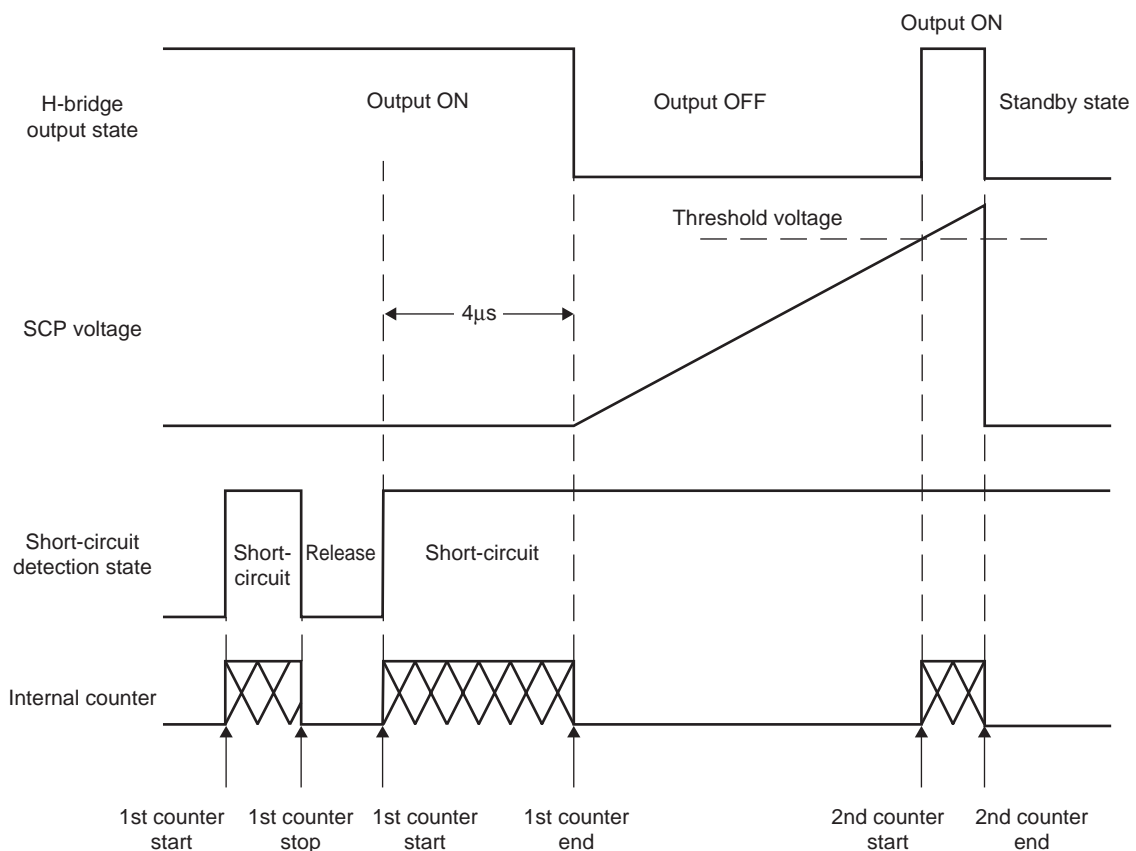 Output ON
H-bridge
output state
Output ON
Output OFF
Standby state
Threshold voltage
SCP voltage
4μs
Short-circuit
detection state
Short-
circuit
Release
Short-circuit
Internal counter
1st counter
start
1st counter
stop
1st counter
start
1st counter
end
2nd counter
start
2nd counter
end